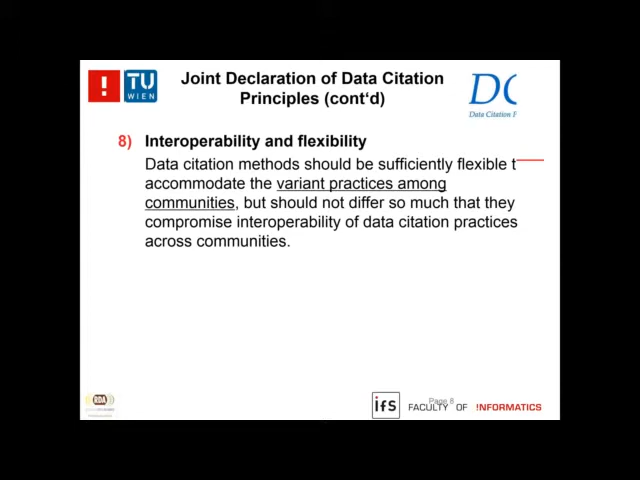 ! TU WIEN
Joint Declaration of Data Citation
Principles (cont‘d)
DC
Data Citation P
8) Interoperability and flexibility
Data citation methods should be sufficiently flexible t
accommodate the variant practices among
communities, but should not differ so much that they
compromise interoperability of data citation practices
across communities.
RDA
ifs
Page 8
FACULTY OF !NFORMATICS